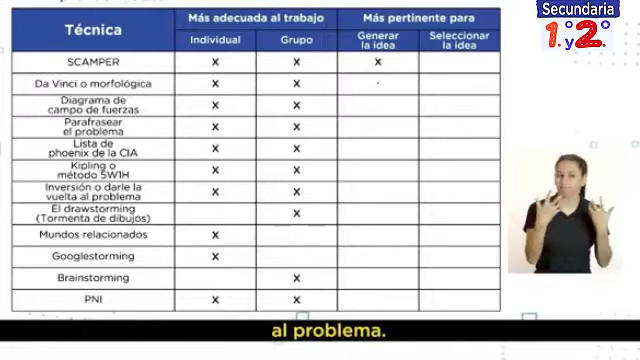 Secundaria
1° y 2°
Técnica
Más adecuada al trabajo
Más pertinente para
Individual
Grupo
Generar
la idea
Seleccionar
la idea
SCAMPER x x x
Da Vinci o morfológica x x
Diagrama de
campo de fuerzas x x
Parafrasear
el problema x x
Lista de
phoenix de la CIA x x
Kipling o
método 5W1H x x
Inversión o darle la
vuelta al problema x x
El drawstorming
(Tormenta de dibujos) x
Mundos relacionados x
Googlestorming x
Brainstorming x
PNI x x
al problema.